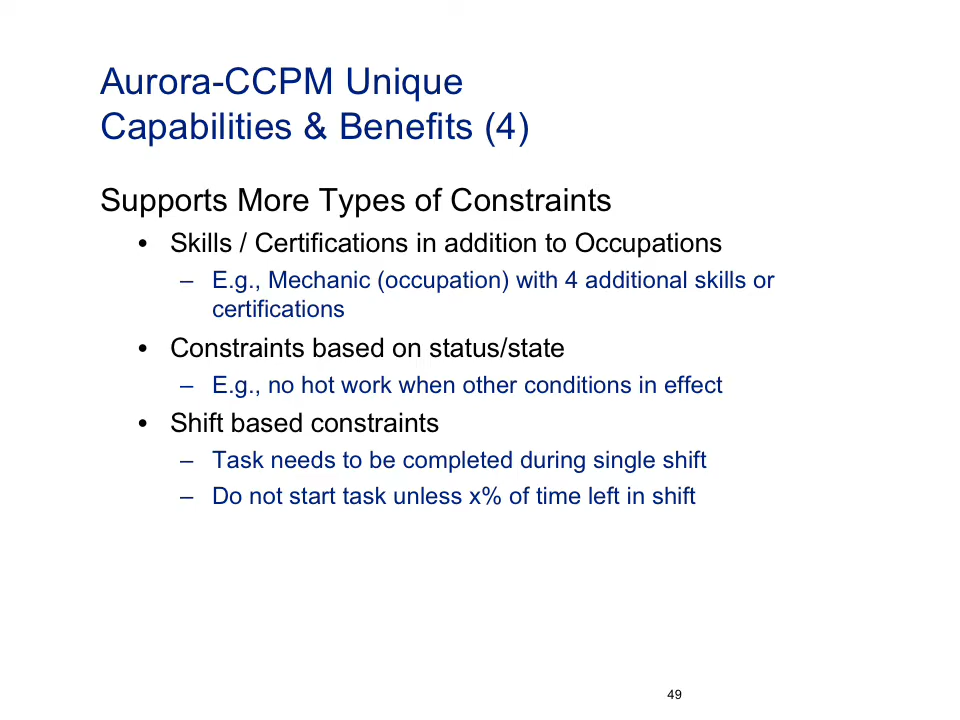 Aurora-CCPM Unique
Capabilities & Benefits (4)
Supports More Types of Constraints
• Skills / Certifications in addition to Occupations
– E.g., Mechanic (occupation) with 4 additional skills or
certifications
• Constraints based on status/state
– E.g., no hot work when other conditions in effect
• Shift based constraints
– Task needs to be completed during single shift
– Do not start task unless x% of time left in shift
49